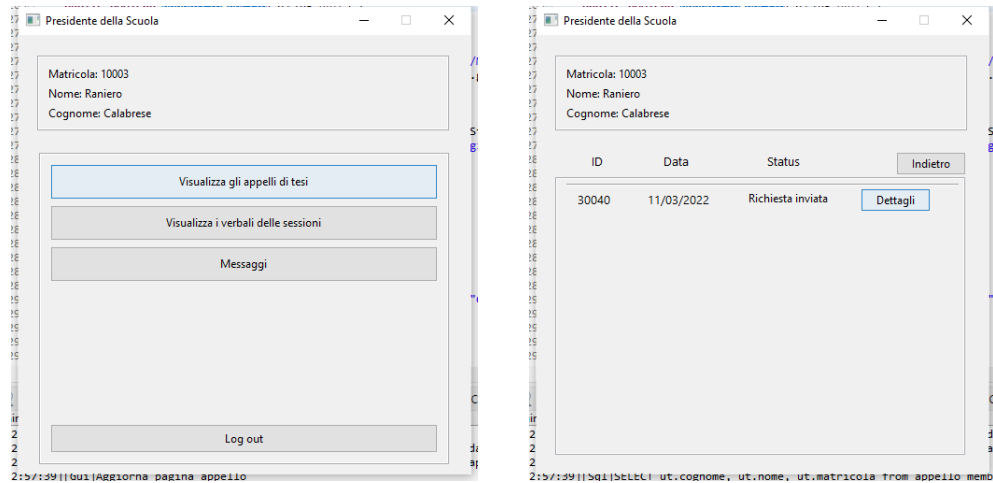 Presidente della Scuola
Matricola: 10003
Nome: Raniero
Cognome: Calabrese
Visualizza gli appelli di tesi
Visualizza i verbali delle sessioni
Messaggi
Log out
2:57:39||Gui|Aggiorna pagina appello
Presidente della Scuola
Matricola: 10003
Nome: Raniero
Cognome: Calabrese
ID Data Status Indietro
30040 11/03/2022 Richiesta inviata Dettagli
2:57:39||Sql|SELECT ut.cognome, ut.nome, ut.matricola from appello memb